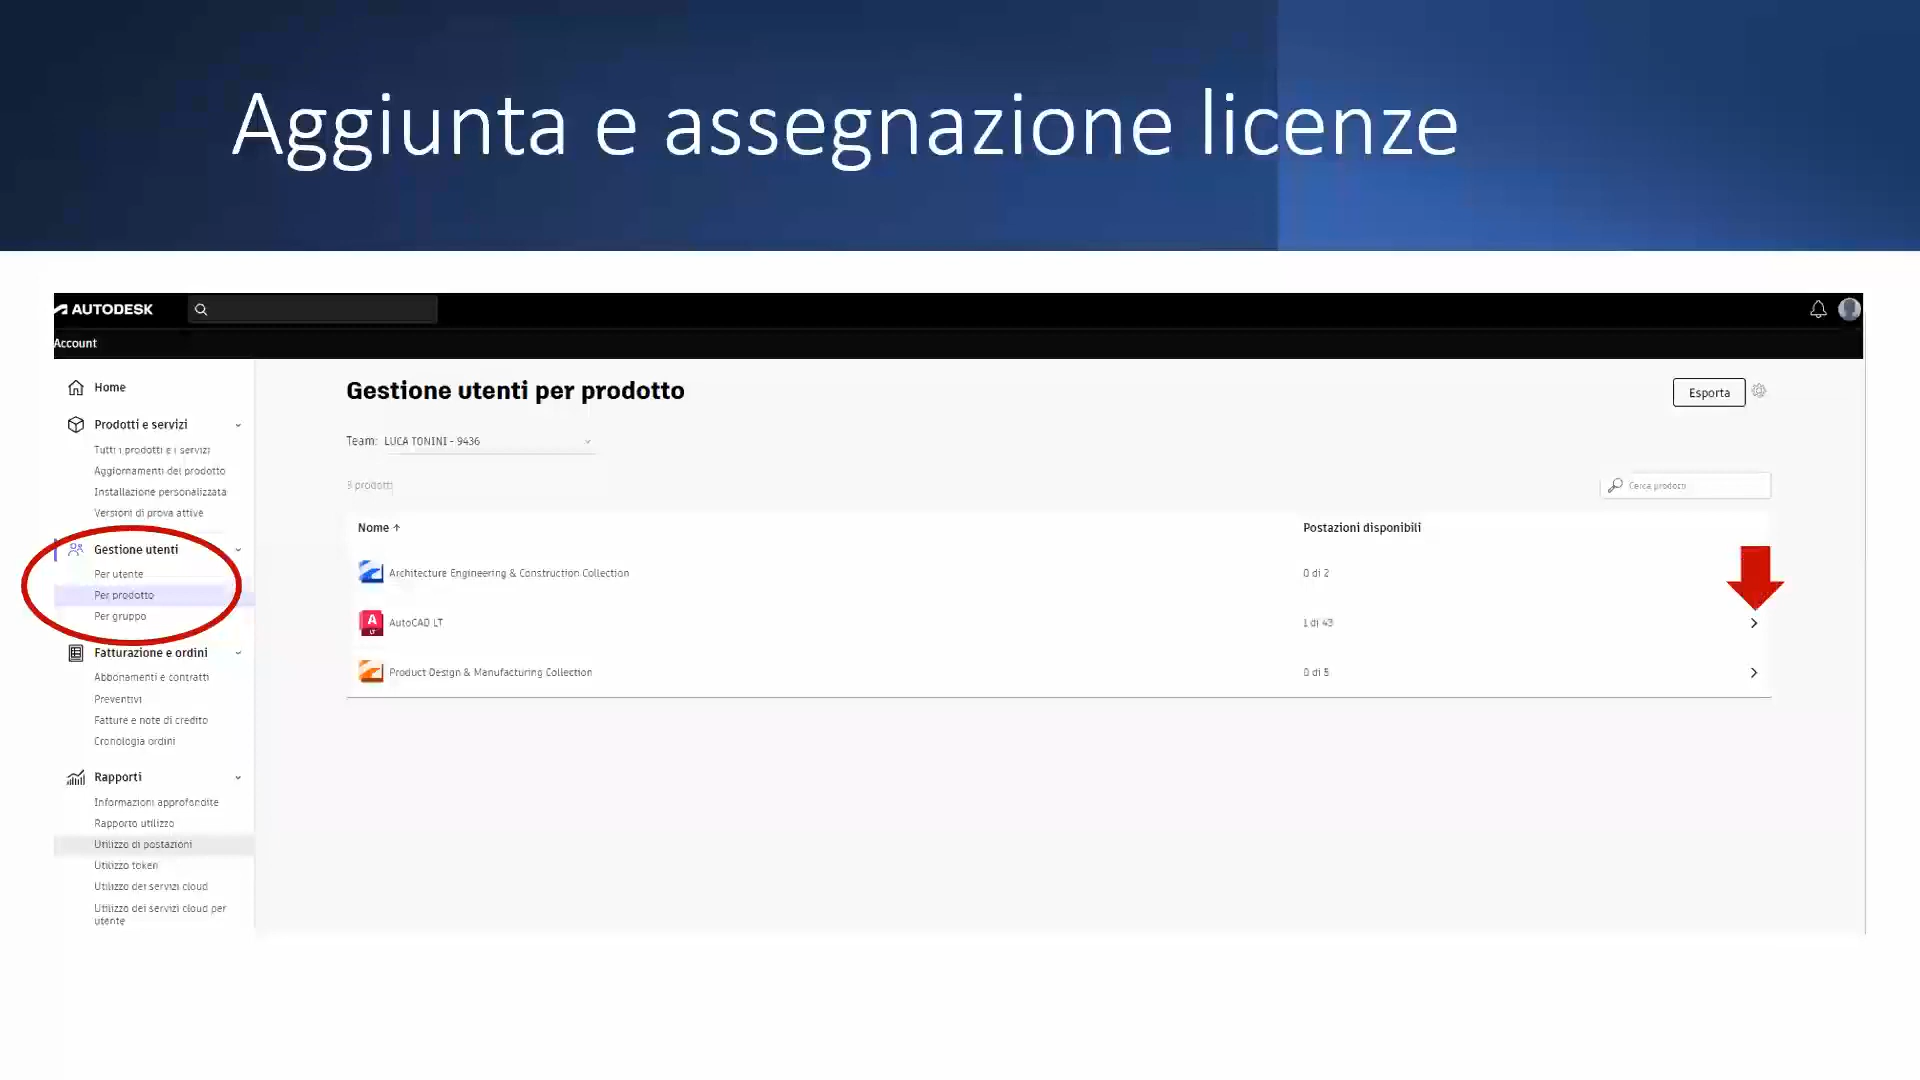 Aggiunta e assegnazione licenze
AUTODESK
Account
Home
Prodotti e servizi
Tutti i prodotti e i servizi
Aggiornamenti del prodotto
Installazione personalizzata
Versioni di prova attive
Gestione utenti
Per utente
Per prodotto
Per gruppo
Fatturazione e ordini
Abbonamenti e contratti
Preventivi
Fatture e note di credito
Cronologia ordini
Rapporti
Informazioni approfondite
Rapporto utilizzo
Utilizzo di postazioni
Utilizzo token
Utilizzo dei servizi cloud
Utilizzo dei servizi cloud per
utente
Gestione utenti per prodotto
Esporta
Team: LUCA TONINI - 9436
3 prodotti
Cerca prodotti
Nome ↑ Postazioni disponibili
Architecture Engineering & Construction Collection 0 di 2
A LT AutoCAD LT 1 di 43
Product Design & Manufacturing Collection 0 di 5